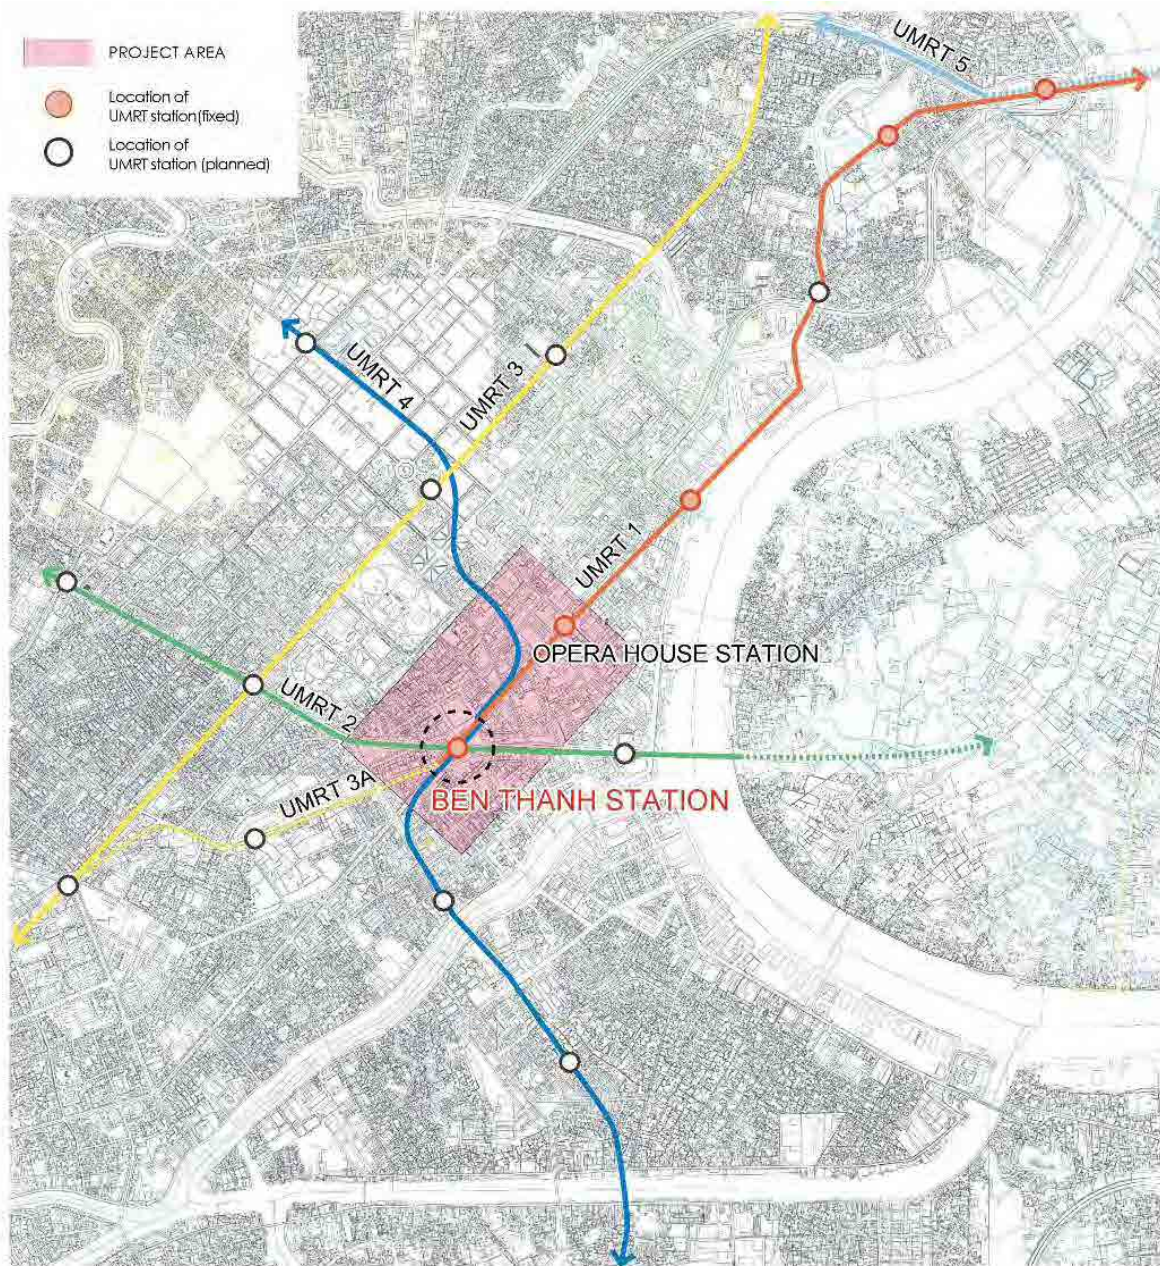 PROJECT AREA
Location of
UMRT station(fixed)
Location of
UMRT station (planned)
UMRT 5
UMRT 4
UMRT 3
UMRT 1
OPERA HOUSE STATION
UMRT 2
UMRT 3A
BEN THANH STATION